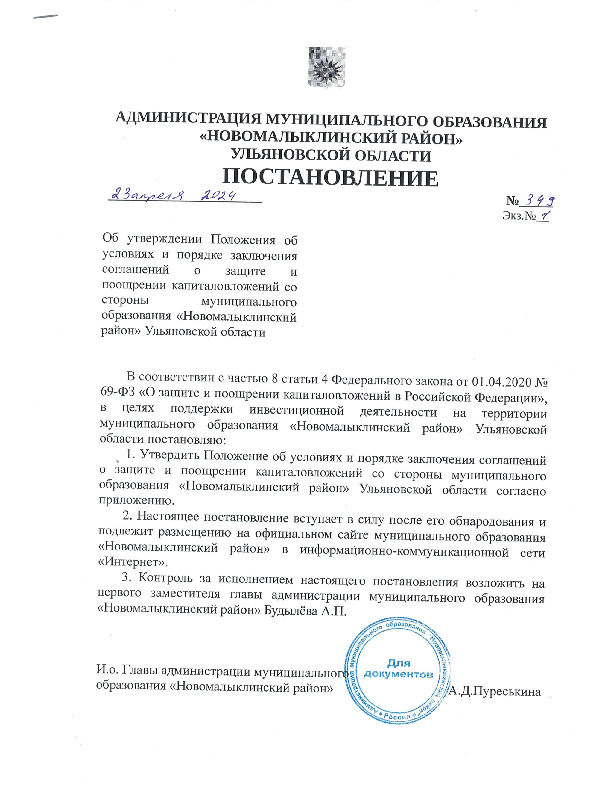 АДМИНИСТРАЦИЯ МУНИЦИПАЛЬНОГО ОБРАЗОВАНИЯ
«НОВОМАЛЫКЛИНСКИЙ РАЙОН»
УЛЬЯНОВСКОЙ ОБЛАСТИ
ПОСТАНОВЛЕНИЕ
23 апреля 2024
№ 349
Экз.№ 1
Об утверждении Положения об
условиях и порядке заключения
соглашений о защите и
поощрении капиталовложений со
стороны муниципального
образования «Новомалыклинский
район» Ульяновской области
В соответствии с частью 8 статьи 4 Федерального закона от 01.04.2020 №
69-ФЗ «О защите и поощрении капиталовложений в Российской Федерации»,
в целях поддержки инвестиционной деятельности на территории
муниципального образования «Новомалыклинский район» Ульяновской
области постановляю:
1. Утвердить Положение об условиях и порядке заключения соглашений
о защите и поощрении капиталовложений со стороны муниципального
образования «Новомалыклинский район» Ульяновской области согласно
приложению.
2. Настоящее постановление вступает в силу после его обнародования и
подлежит размещению на официальном сайте муниципального образования
«Новомалыклинский район» в информационно-коммуникационной сети
«Интернет».
3. Контроль за исполнением настоящего постановления возложить на
первого заместителя главы администрации муниципального образования
«Новомалыклинский район» Будылёва А.П.
И.о. Главы администрации муниципального
образования «Новомалыклинский район»
А.Д.Пуреськина
Для
документов